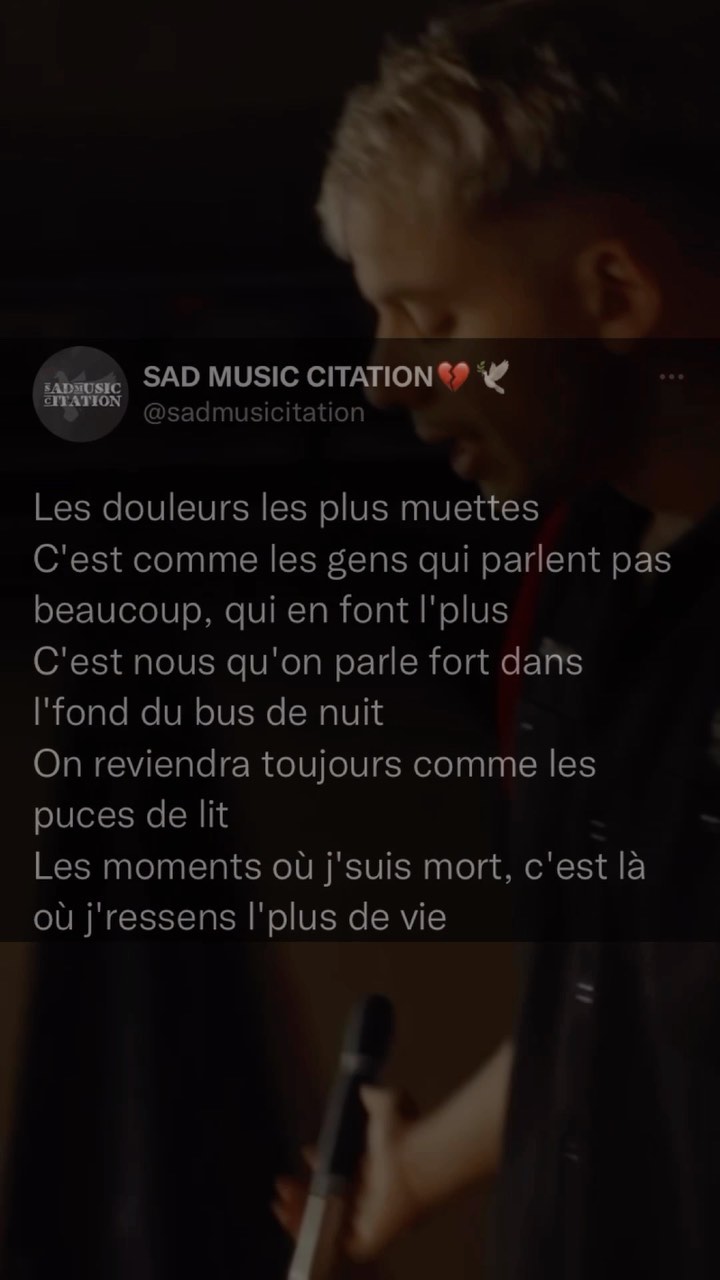 SADMUSIC
CITATION
SAD MUSIC CITATION💔🕊️
@sadmusicitation
Les douleurs les plus muettes
C'est comme les gens qui parlent pas
beaucoup, qui en font l'plus
C'est nous qu'on parle fort dans
l'fond du bus de nuit
On reviendra toujours comme les
puces de lit
Les moments où j'suis mort, c'est là
où j'ressens l'plus de vie